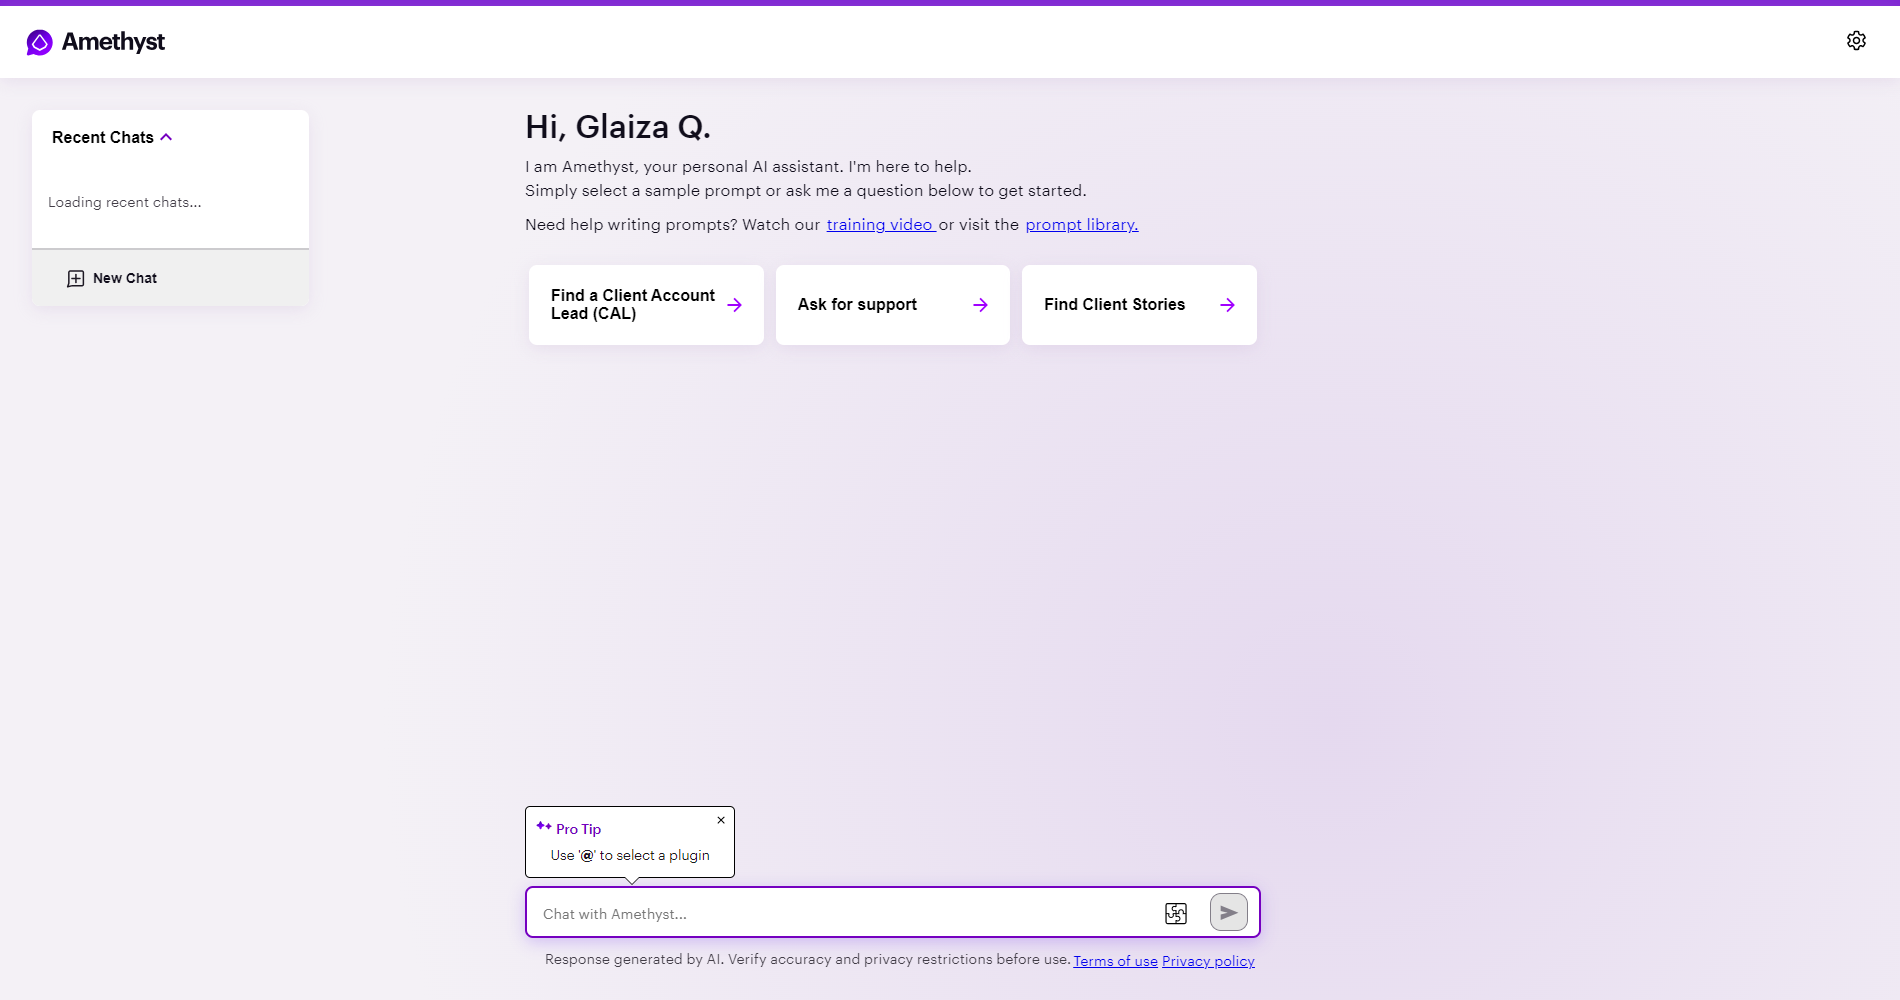 Amethyst
Recent Chats
Loading recent chats...
New Chat
Hi, Glaiza Q.
I am Amethyst, your personal AI assistant. I'm here to help.
Simply select a sample prompt or ask me a question below to get started.
Need help writing prompts? Watch our training video or visit the prompt library.
Find a Client Account
Lead (CAL)
Ask for support
Find Client Stories
Pro Tip
Use '@' to select a plugin
Chat with Amethyst...
Response generated by AI. Verify accuracy and privacy restrictions before use. Terms of use Privacy policy